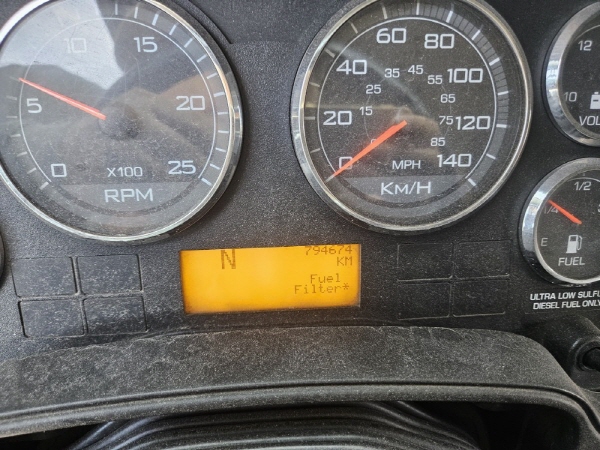 10 15
5 20
0 25
X100
RPM
60 80
40 100
20 120
0 140
35 45
25 55
15 65
75
85
MPH
Km/H
12
10
VOL
1/2
1/4
E
FUEL
ULTRA LOW SULFU
DIESEL FUEL ONLY
N 794674
KM
Fuel
Filter*